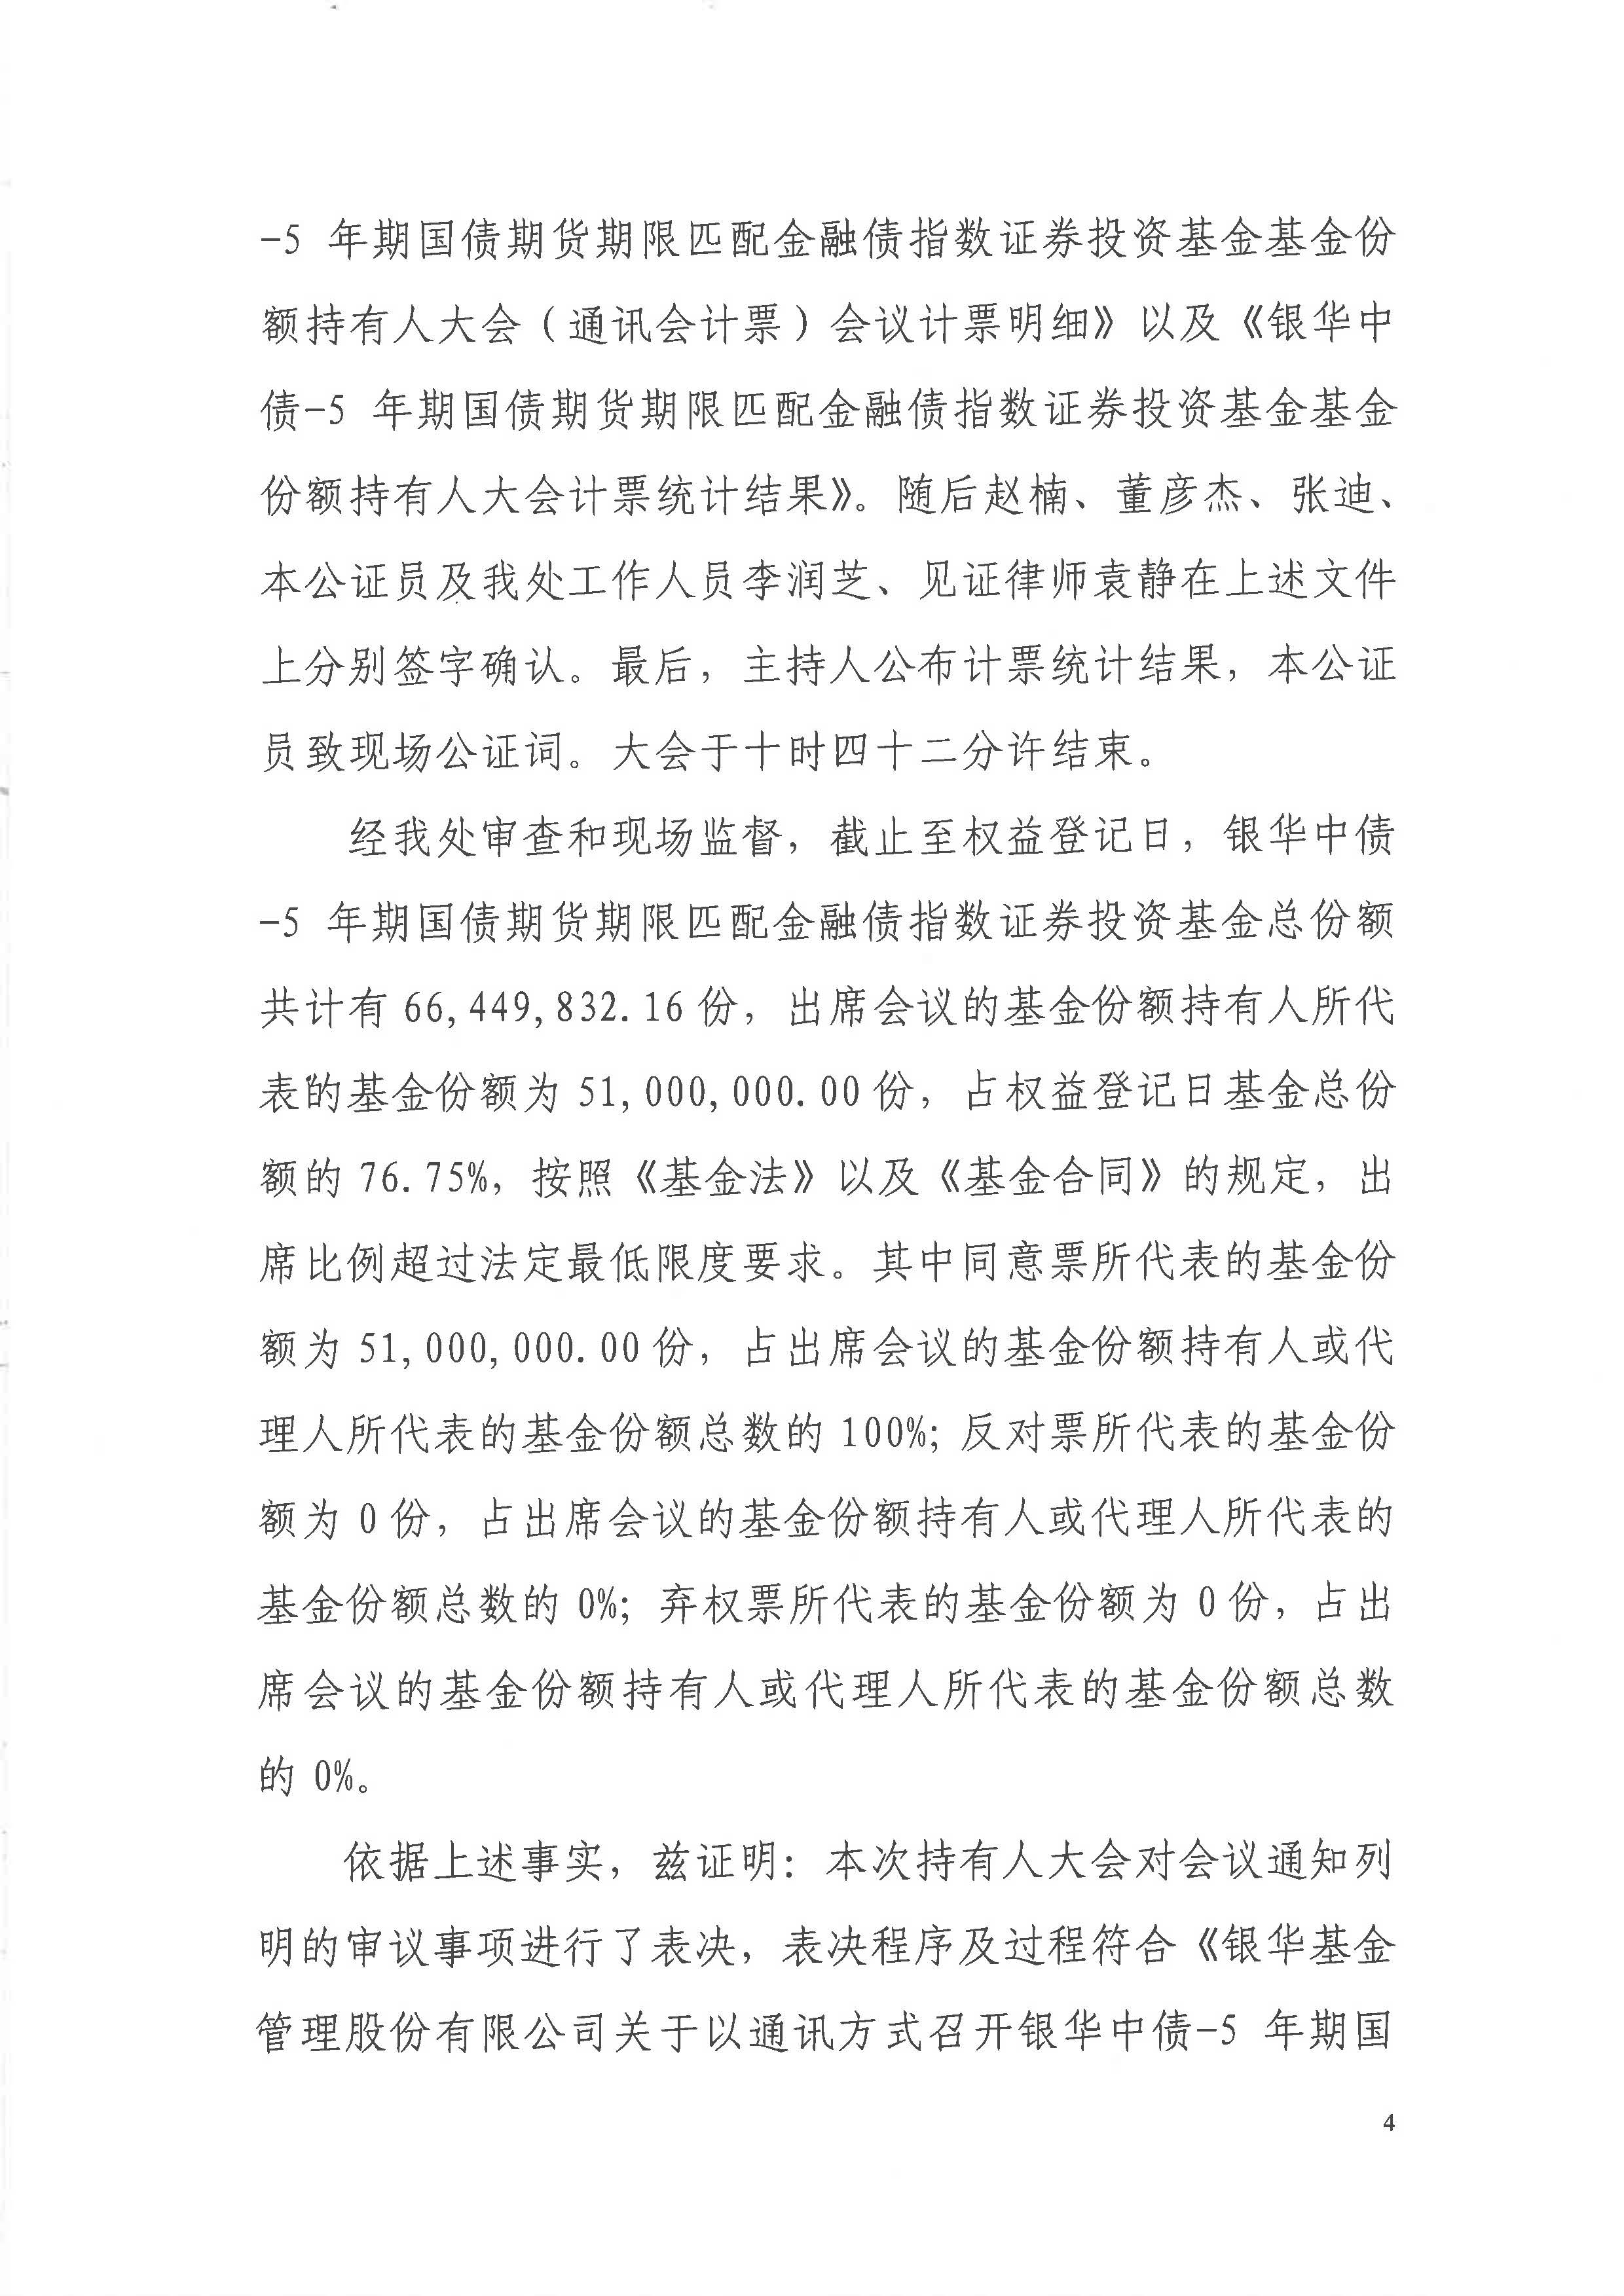 -5 年期国债期货期限匹配金融债指数证券投资基金基金份
额持有人大会（通讯会计票）会议计票明细》以及《银华中
债-5 年期国债期货期限匹配金融债指数证券投资基金基金
份额持有人大会计票统计结果》。随后赵楠、董彦杰、张迪、
本公证员及我处工作人员李润芝、见证律师袁静在上述文件
上分别签字确认。最后，主持人公布计票统计结果，本公证
员致现场公证词。大会于十时四十二分许结束。
经我处审查和现场监督，截止至权益登记日，银华中债
-5 年期国债期货期限匹配金融债指数证券投资基金总份额
共计有 66,449,832.16 份，出席会议的基金份额持有人所代
表的基金份额为 51,000,000.00 份，占权益登记日基金总份
额的 76.75%，按照《基金法》以及《基金合同》的规定，出
席比例超过法定最低限度要求。其中同意票所代表的基金份
额为 51,000,000.00 份，占出席会议的基金份额持有人或代
理人所代表的基金份额总数的 100%；反对票所代表的基金份
额为 0 份，占出席会议的基金份额持有人或代理人所代表的
基金份额总数的 0%；弃权票所代表的基金份额为 0 份，占出
席会议的基金份额持有人或代理人所代表的基金份额总数
的 0%。
依据上述事实，兹证明：本次持有人大会对会议通知列
明的审议事项进行了表决，表决程序及过程符合《银华基金
管理股份有限公司关于以通讯方式召开银华中债-5 年期国
4